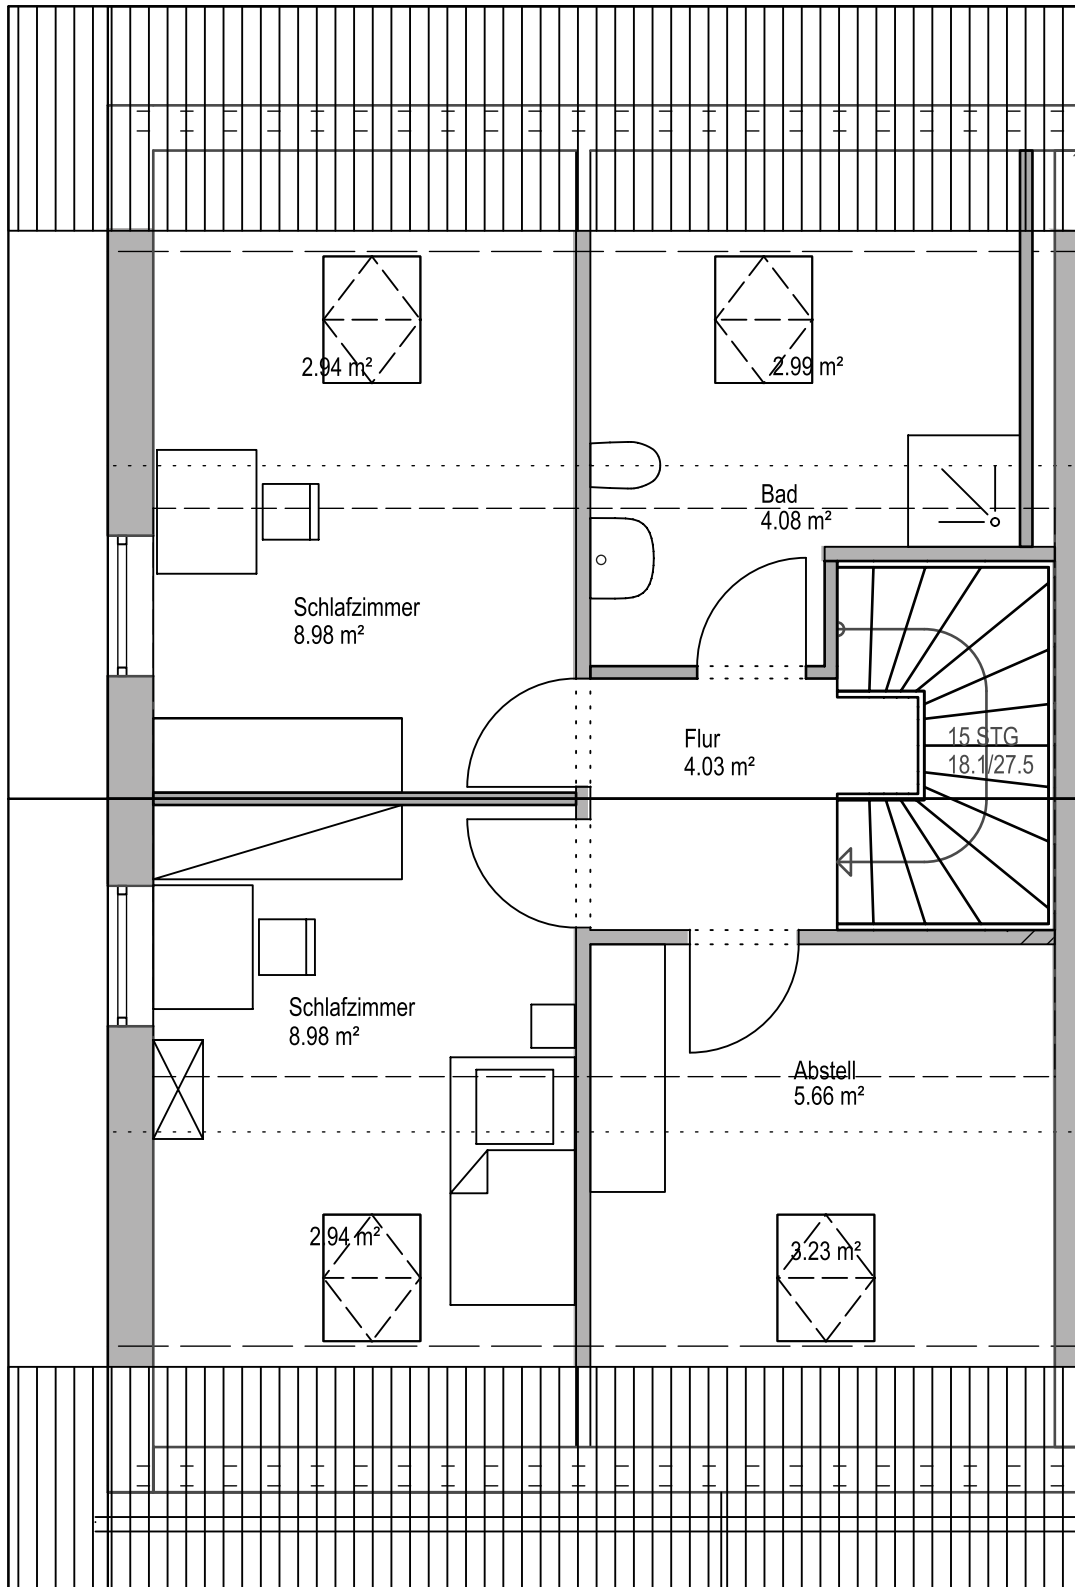 2.94 m²
2.99 m²
Bad
4.08 m²
Schlafzimmer
8.98 m²
Flur
4.03 m²
15 STG
18.1/27.5
Schlafzimmer
8.98 m²
Abstell
5.66 m²
2.94 m²
3.23 m²